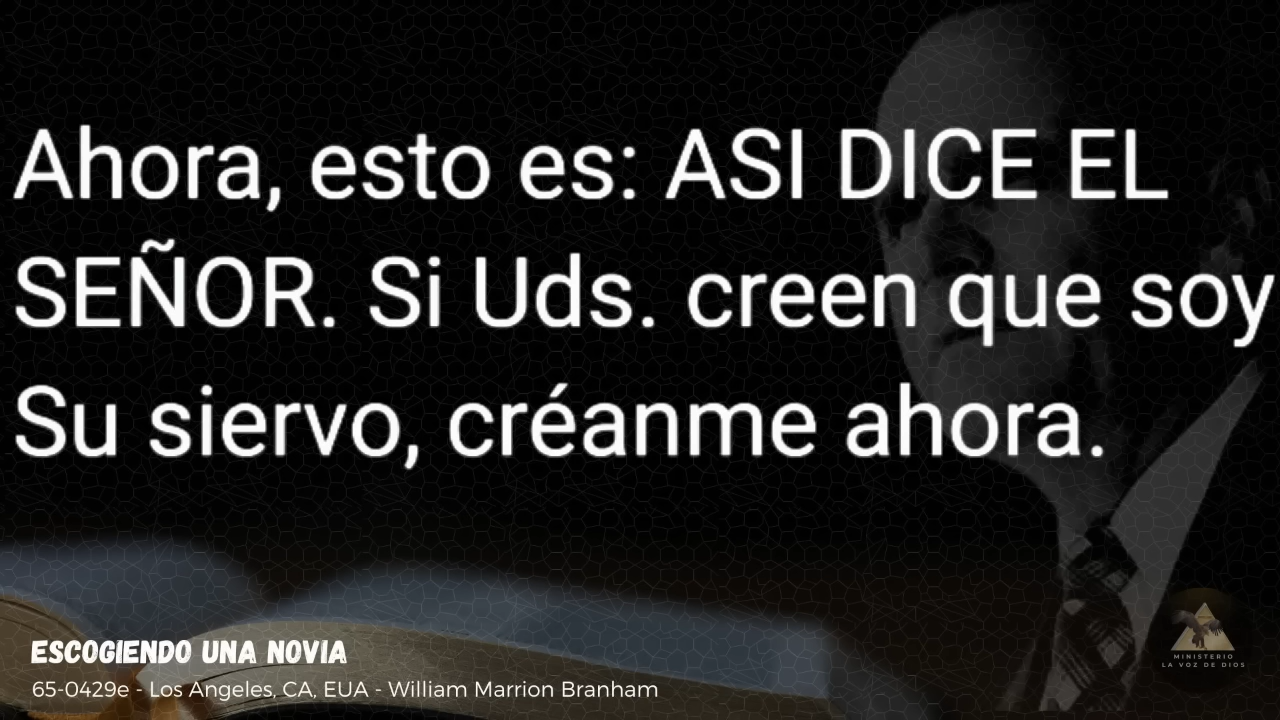 Ahora, esto es: ASI DICE EL
SEÑOR. Si Uds. creen que soy
Su siervo, créanme ahora.
ESCOGIENDO UNA NOVIA
65-0429e - Los Angeles, CA, EUA - William Marrion Branham
MINISTERIO
LA VOZ DE DIOS